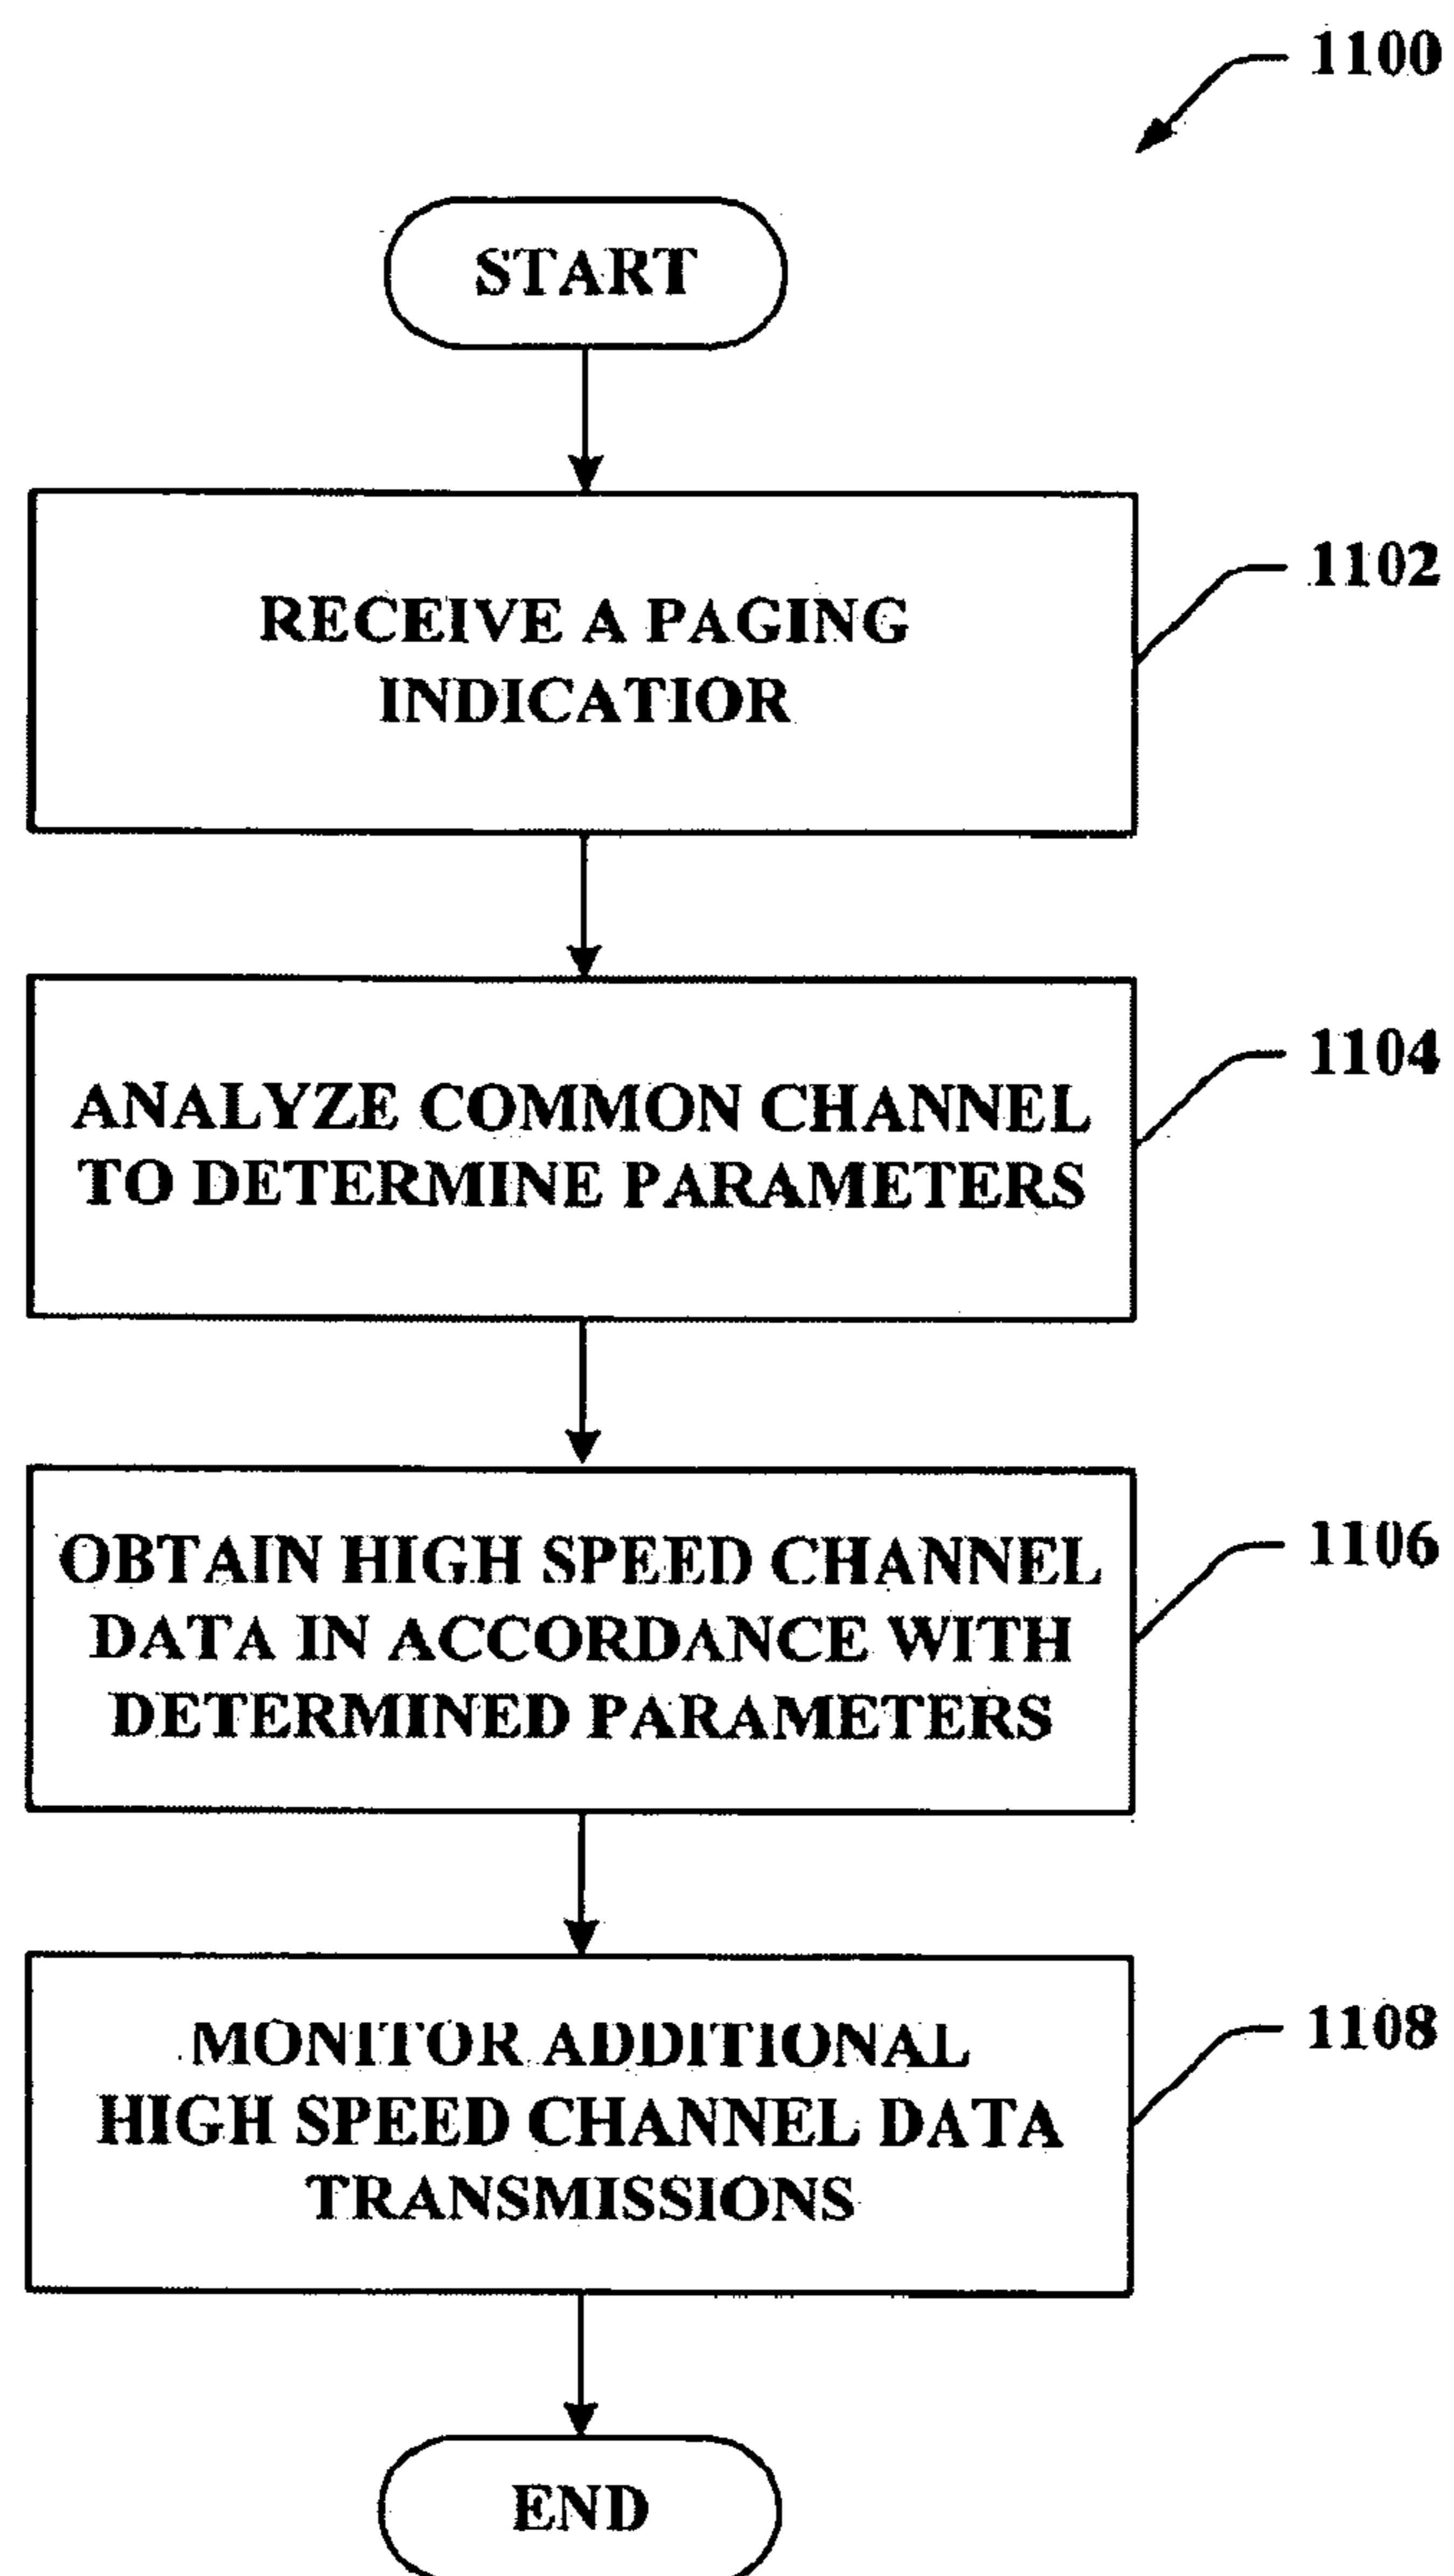 1100
START
RECEIVE A PAGING
INDICATIOR
1102
ANALYZE COMMON CHANNEL
TO DETERMINE PARAMETERS
1104
OBTAIN HIGH SPEED CHANNEL
DATA IN ACCORDANCE WITH
DETERMINED PARAMETERS
1106
MONITOR ADDITIONAL
HIGH SPEED CHANNEL DATA
TRANSMISSIONS
1108
END